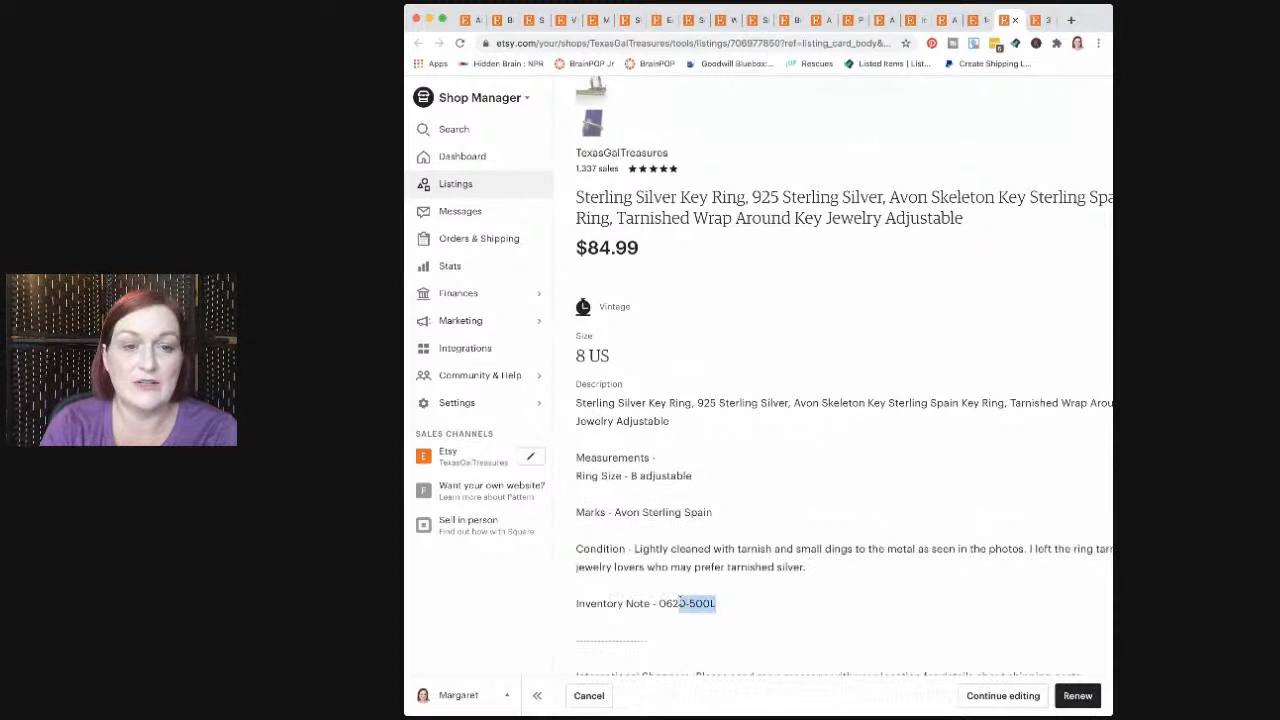 etsy.com/your/shops/TexasGalTreasures/tools/listings/706977850?ref=listing_card_body&...
Apps Hidden Brain : NPR BrainPOP Jr BrainPOP Goodwill Bluebox:... Rescues Listed Items | List... Create Shipping L...
Shop Manager
Search
Dashboard
Listings
Messages
Orders & Shipping
Stats
Finances
Marketing
Integrations
Community & Help
Settings
SALES CHANNELS
Etsy
TexasGalTreasures
Want your own website?
Learn more about Pattern
Sell in person
Find out how with Square
Margaret
TexasGalTreasures
1,337 sales ★★★★★
Sterling Silver Key Ring, 925 Sterling Silver, Avon Skeleton Key Sterling Spa
Ring, Tarnished Wrap Around Key Jewelry Adjustable
$84.99
Vintage
Size
8 US
Description
Sterling Silver Key Ring, 925 Sterling Silver, Avon Skeleton Key Sterling Spain Key Ring, Tarnished Wrap Arou
Jewelry Adjustable
Measurements -
Ring Size - 8 adjustable
Marks - Avon Sterling Spain
Condition - Lightly cleaned with tarnish and small dings to the metal as seen in the photos. I left the ring tarr
jewelry lovers who may prefer tarnished silver.
Inventory Note - 0620-500L
--------------------
Cancel Continue editing Renew